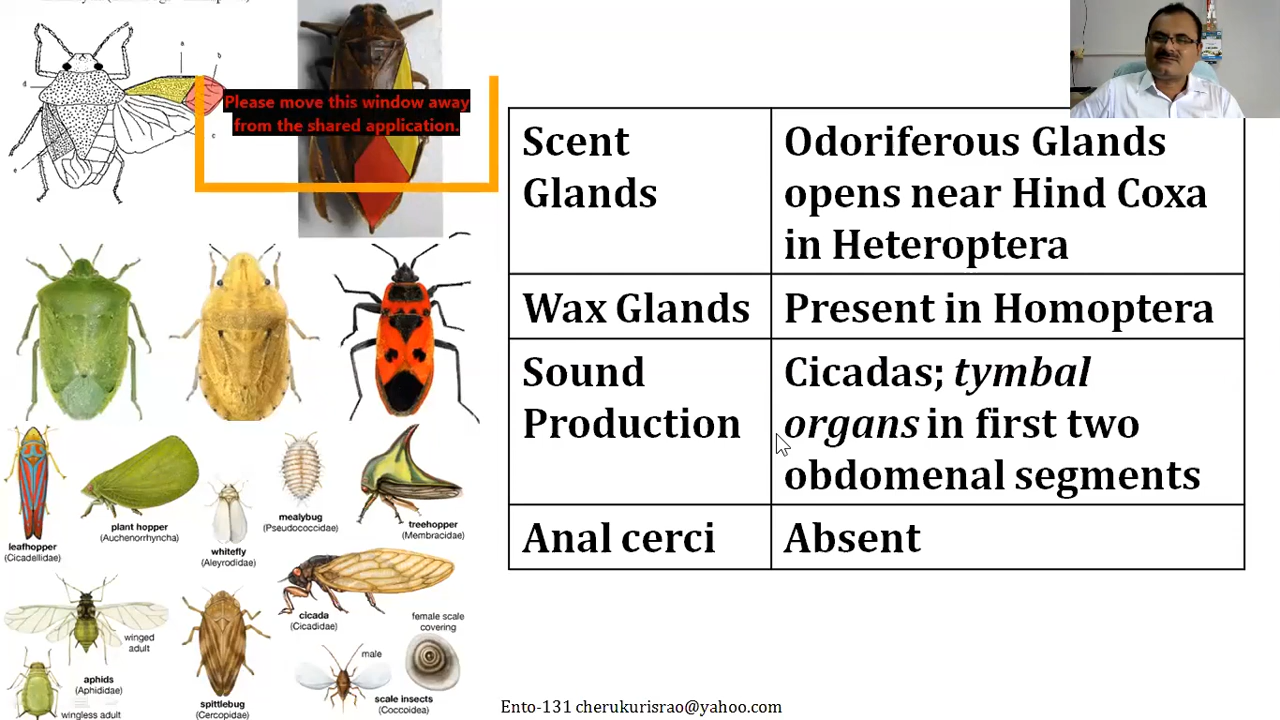 a
b
d
c
e
Please move this window away
from the shared application.
Scent
Glands
Odoriferous Glands
opens near Hind Coxa
in Heteroptera
Wax Glands
Present in Homoptera
Sound
Production
Cicadas; tymbal
organs in first two
obdomenal segments
Anal cerci
Absent
leafhopper
(Cicadellidae)
plant hopper
(Auchenorrhyncha)
whitefly
(Aleyrodidae)
mealybug
(Pseudococcidae)
treehopper
(Membracidae)
cicada
(Cicadidae)
female scale
covering
winged
adult
aphids
(Aphididae)
wingless adult
spittlebug
(Cercopidae)
male
scale insects
(Coccoidea)
Ento-131 cherukurisrao@yahoo.com